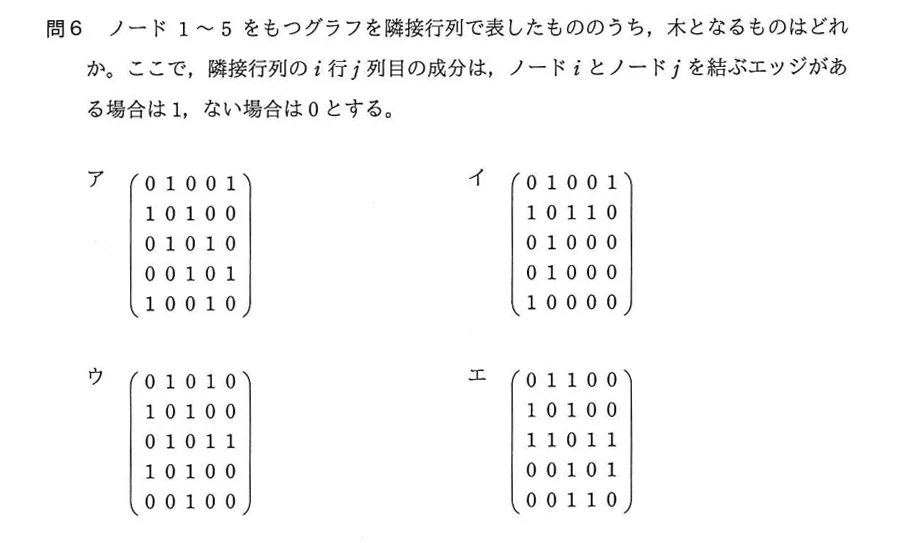 問6 ノード 1～5 をもつグラフを隣接行列で表したもののうち，木となるものはどれ
か。ここで，隣接行列の i 行 j 列目の成分は，ノード i とノード j を結ぶエッジがあ
る場合は 1，ない場合は 0 とする。
ア
0 1 0 0 1
1 0 1 0 0
0 1 0 1 0
0 0 1 0 1
1 0 0 1 0
イ
0 1 0 0 1
1 0 1 1 0
0 1 0 0 0
0 1 0 0 0
1 0 0 0 0
ウ
0 1 0 1 0
1 0 1 0 0
0 1 0 1 1
1 0 1 0 0
0 0 1 0 0
エ
0 1 1 0 0
1 0 1 0 0
1 1 0 1 1
0 0 1 0 1
0 0 1 1 0